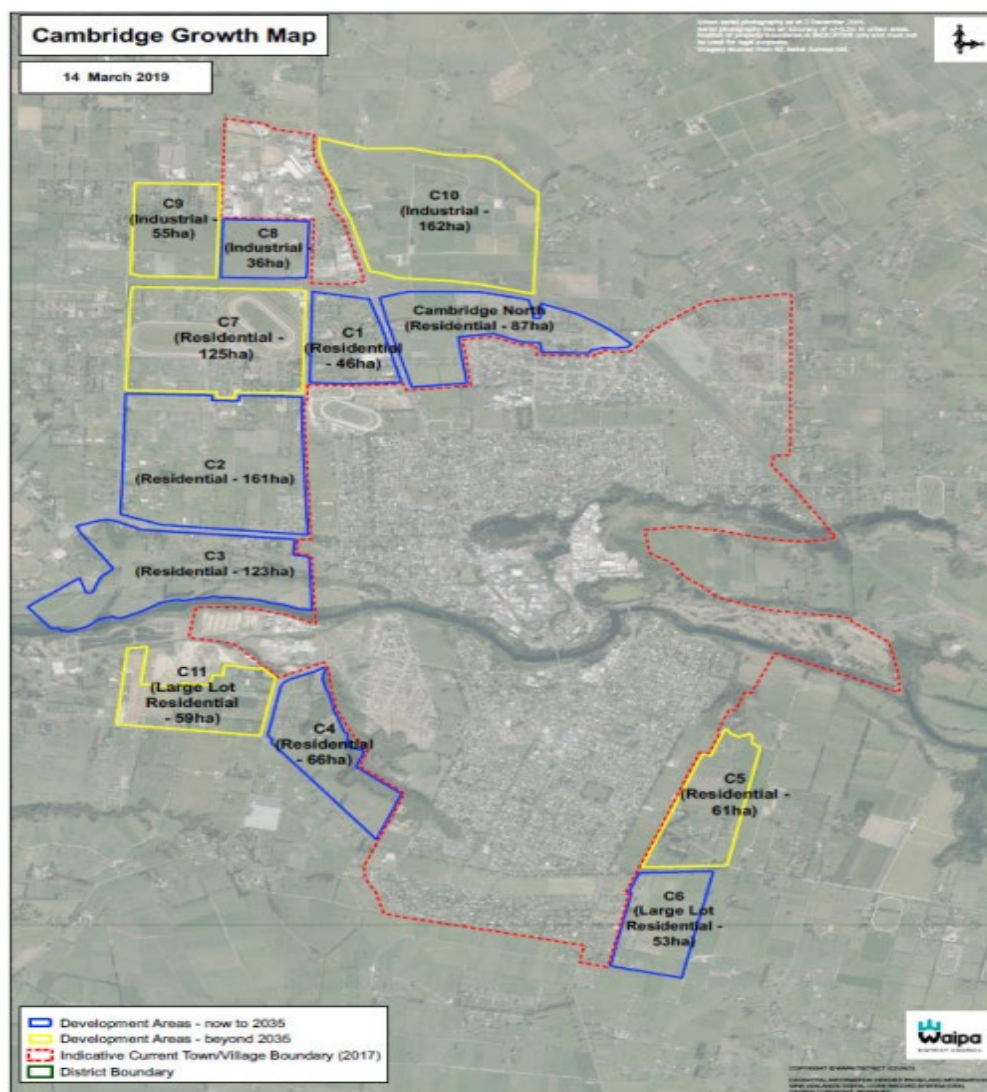 Cambridge Growth Map
14 March 2019
C9
(Industrial -
55ha)
C8
(Industrial -
36ha)
C10
(Industrial -
162ha)
C7
(Residential -
125ha)
C1
(Residential
- 46ha)
Cambridge North
(Residential - 87ha)
C2
(Residential - 161ha)
C3
(Residential - 123ha)
C11
(Large Lot
Residential
- 59ha)
C4
(Residential
- 66ha)
C5
(Residential -
61ha)
C6
(Large Lot
Residential -
53ha)
Development Areas - now to 2035
Development Areas - beyond 2035
Indicative Current Town/Village Boundary (2017)
District Boundary
Waipa
DISTRICT COUNCIL